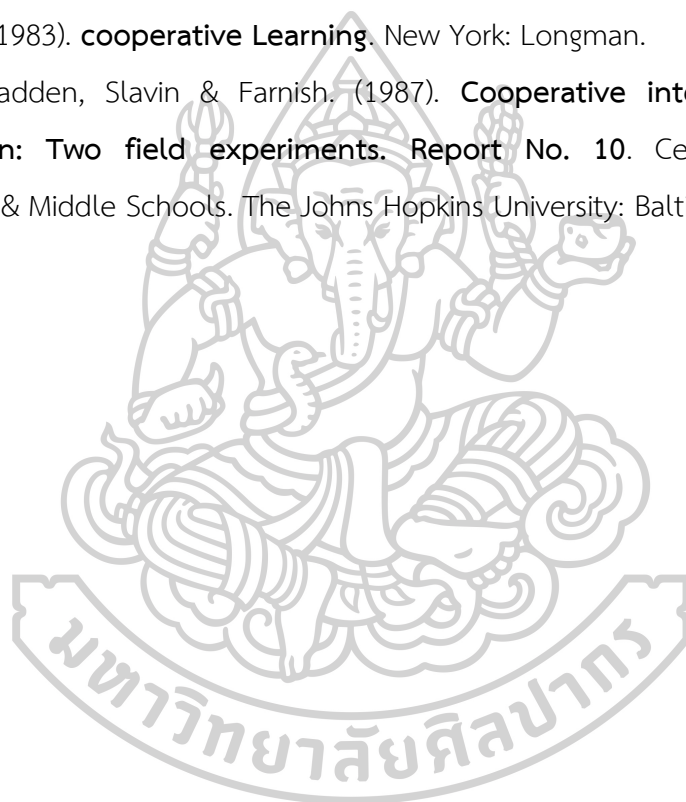 1983). cooperative Learning. New York: Longman.
adden, Slavin & Farnish. (1987). Cooperative inte
n: Two field experiments. Report No. 10. Ce
& Middle Schools. The Johns Hopkins University: Balt
มหาวิทยาลัยศิลปากร